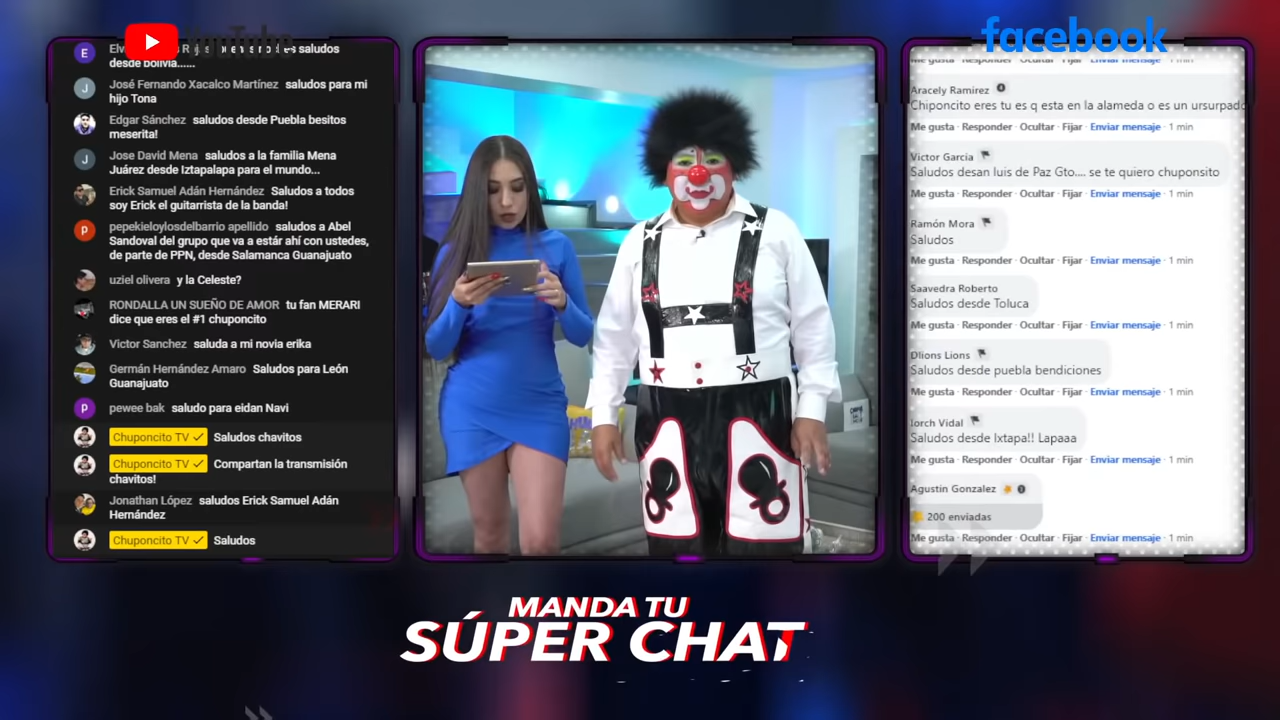 YouTube
saludos
desde bolivia......
José Fernando Xacalco Martínez saludos para mi
hijo Tona
Edgar Sánchez saludos desde Puebla besitos
meserita!
Jose David Mena saludos a la familia Mena
Juárez desde Iztapalapa para el mundo...
Erick Samuel Adán Hernández Saludos a todos
soy Erick el guitarrista de la banda!
pepekieloylosdelbarrio apellido saludos a Abel
Sandoval del grupo que va a estár ahí con ustedes,
de parte de PPN, desde Salamanca Guanajuato
uziel olivera y la Celeste?
RONDALLA UN SUEÑO DE AMOR tu fan MERARI
dice que eres el #1 chuponcito
Victor Sanchez saluda a mi novia erika
Germán Hernández Amaro Saludos para León
Guanajuato
pewee bak saludo para eidan Navi
Chuponcito TV Saludos chavitos
Chuponcito TV Compartan la transmisión
chavitos!
Jonathan López saludos Erick Samuel Adán
Hernández
Chuponcito TV Saludos
facebook
Me gusta · Responder · Ocultar · Fijar · Enviar mensaje · 1 min
Aracely Ramirez
Chiponcito eres tu es q esta en la alameda o es un ursurpado
Me gusta · Responder · Ocultar · Fijar · Enviar mensaje · 1 min
Victor Garcia
Saludos desan luis de Paz Gto.... se te quiero chuponsito
Me gusta · Responder · Ocultar · Fijar · Enviar mensaje · 1 min
Ramón Mora
Saludos
Me gusta · Responder · Ocultar · Fijar · Enviar mensaje · 1 min
Saavedra Roberto
Saludos desde Toluca
Me gusta · Responder · Ocultar · Fijar · Enviar mensaje · 1 min
Dlions Lions
Saludos desde puebla bendiciones
Me gusta · Responder · Ocultar · Fijar · Enviar mensaje · 1 min
Iorch Vidal
Saludos desde Ixtapa!! Lapaaa
Me gusta · Responder · Ocultar · Fijar · Enviar mensaje · 1 min
Agustin Gonzalez
200 enviadas
Me gusta · Responder · Ocultar · Fijar · Enviar mensaje · 1 min
MANDA TU
SÚPER CHAT